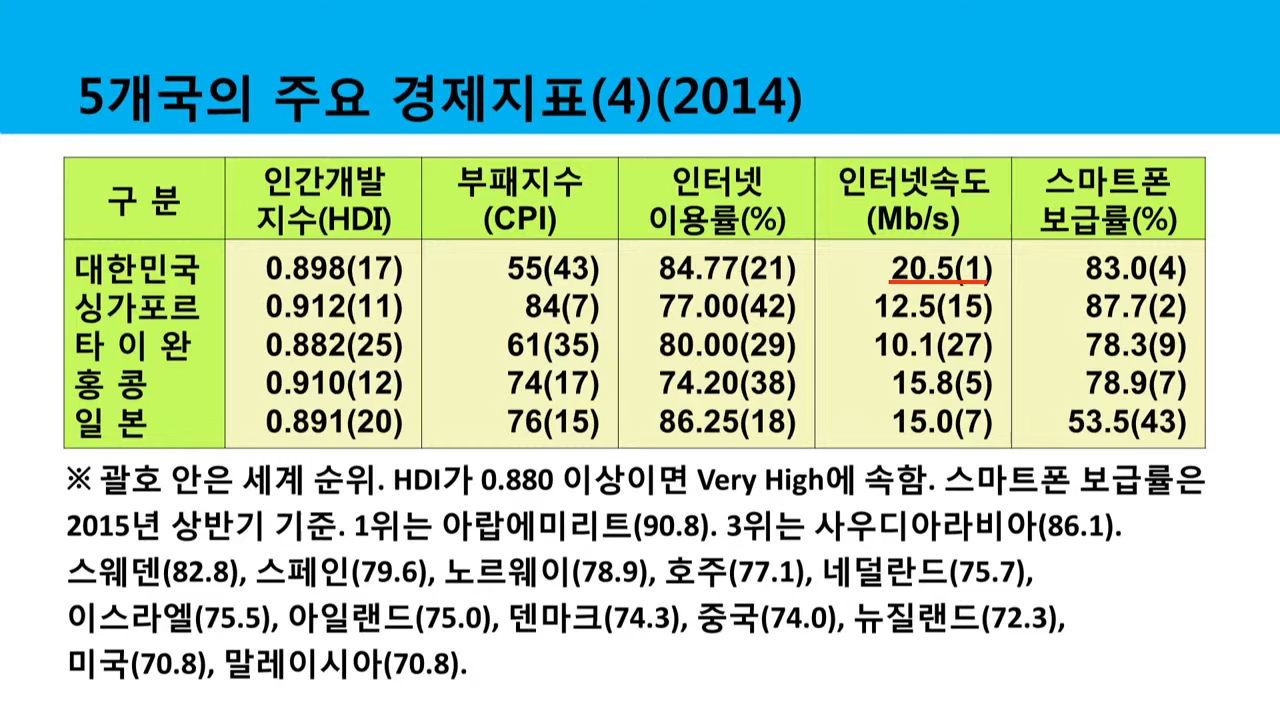 5개국의 주요 경제지표(4)(2014)
구 분 인간개발 지수(HDI) 부패지수 (CPI) 인터넷 이용률(%) 인터넷속도 (Mb/s) 스마트폰 보급률(%)
대한민국 0.898(17) 55(43) 84.77(21) 20.5(1) 83.0(4)
싱가포르 0.912(11) 84(7) 77.00(42) 12.5(15) 87.7(2)
타 이 완 0.882(25) 61(35) 80.00(29) 10.1(27) 78.3(9)
홍 콩 0.910(12) 74(17) 74.20(38) 15.8(5) 78.9(7)
일 본 0.891(20) 76(15) 86.25(18) 15.0(7) 53.5(43)
※ 괄호 안은 세계 순위. HDI가 0.880 이상이면 Very High에 속함. 스마트폰 보급률은
2015년 상반기 기준. 1위는 아랍에미리트(90.8). 3위는 사우디아라비아(86.1).
스웨덴(82.8), 스페인(79.6), 노르웨이(78.9), 호주(77.1), 네덜란드(75.7),
이스라엘(75.5), 아일랜드(75.0), 덴마크(74.3), 중국(74.0), 뉴질랜드(72.3),
미국(70.8), 말레이시아(70.8).